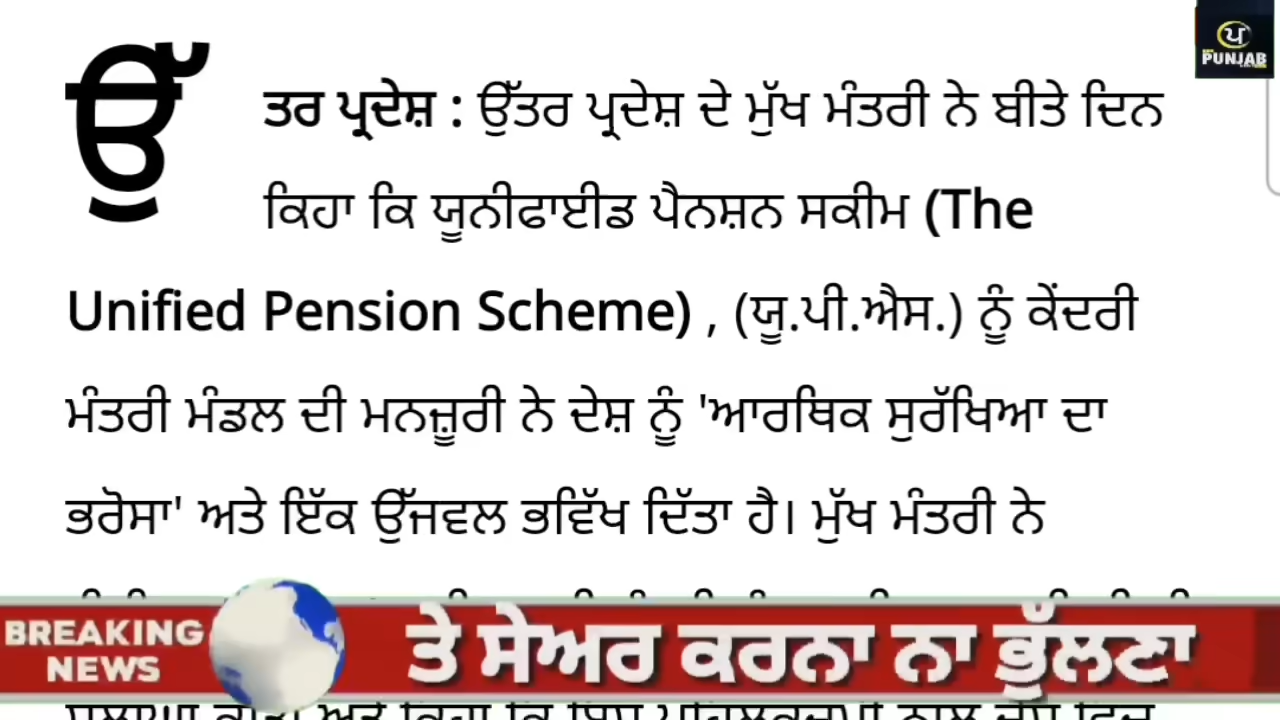 ਉੱ
ਤਰ ਪ੍ਰਦੇਸ਼ : ਉੱਤਰ ਪ੍ਰਦੇਸ਼ ਦੇ ਮੁੱਖ ਮੰਤਰੀ ਨੇ ਬੀਤੇ ਦਿਨ
ਕਿਹਾ ਕਿ ਯੂਨੀਫਾਈਡ ਪੈਨਸ਼ਨ ਸਕੀਮ (The
Unified Pension Scheme) , (ਯੂ.ਪੀ.ਐਸ.) ਨੂੰ ਕੇਂਦਰੀ
ਮੰਤਰੀ ਮੰਡਲ ਦੀ ਮਨਜ਼ੂਰੀ ਨੇ ਦੇਸ਼ ਨੂੰ 'ਆਰਥਿਕ ਸੁਰੱਖਿਆ ਦਾ
ਭਰੋਸਾ' ਅਤੇ ਇੱਕ ਉੱਜਵਲ ਭਵਿੱਖ ਦਿੱਤਾ ਹੈ। ਮੁੱਖ ਮੰਤਰੀ ਨੇ
BREAKING
NEWS
ਤੇ ਸੇਅਰ ਕਰਨਾ ਨਾ ਭੁੱਲਣਾ
ਪ
PUNJAB